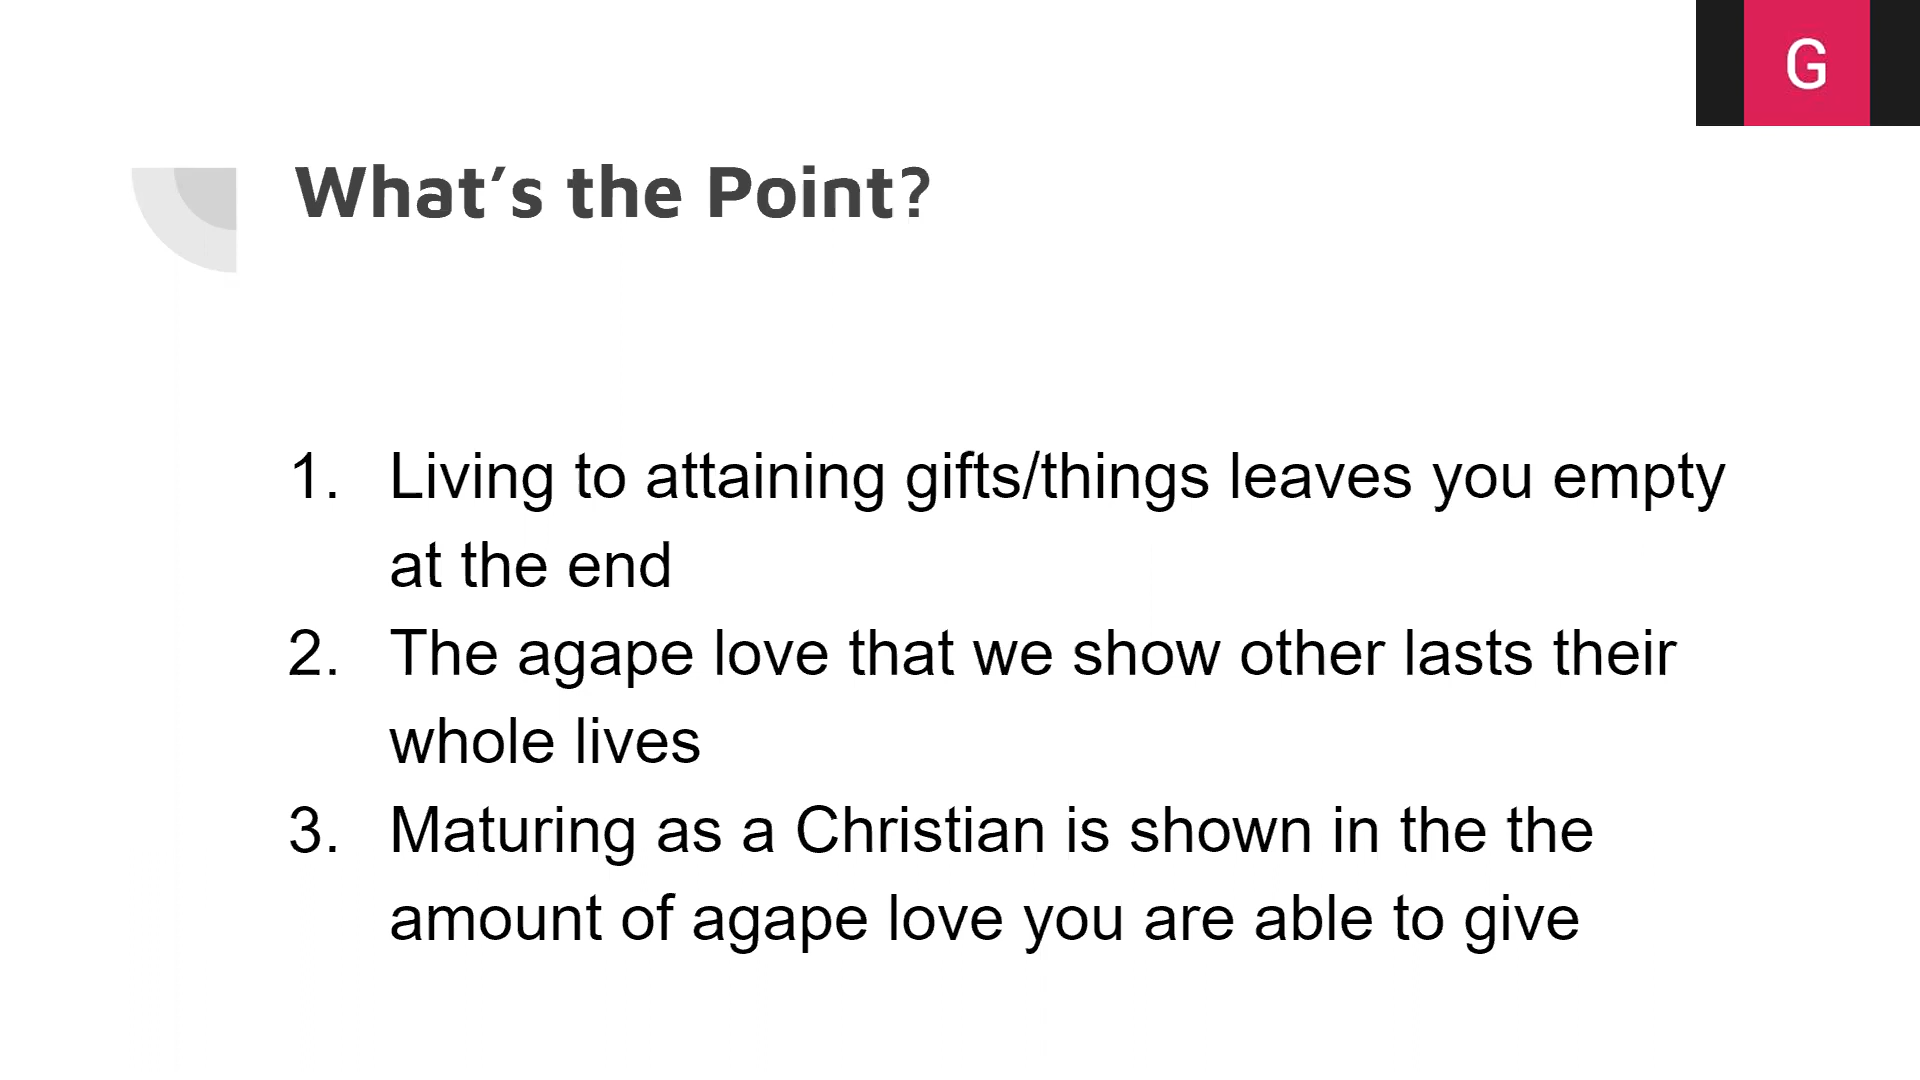 G
What’s the Point?
1. Living to attaining gifts/things leaves you empty
at the end
2. The agape love that we show other lasts their
whole lives
3. Maturing as a Christian is shown in the the
amount of agape love you are able to give